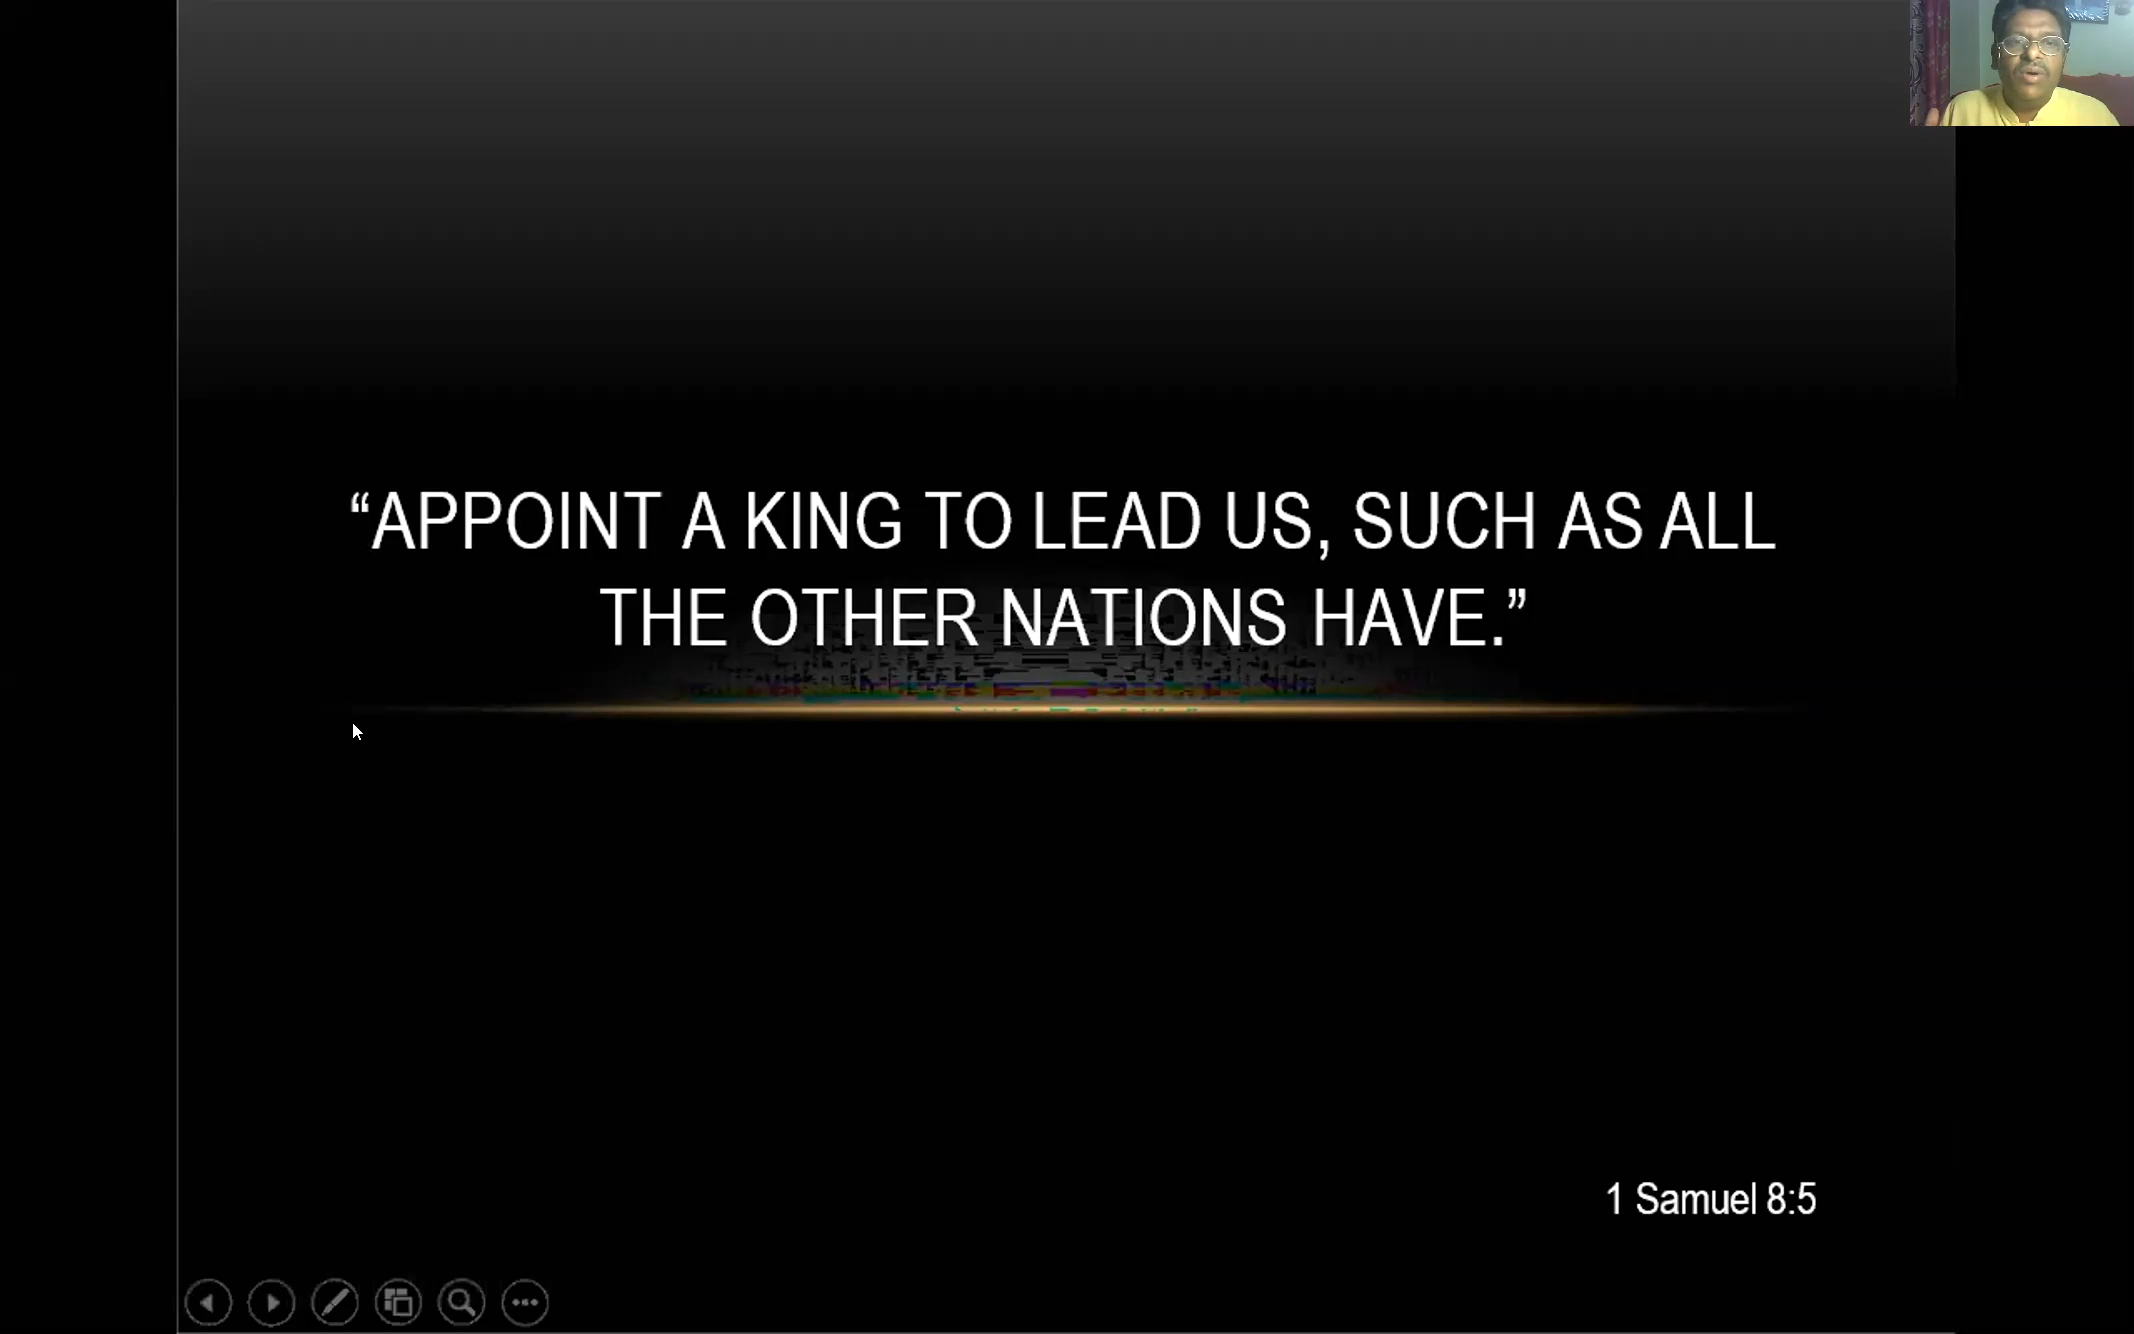 “APPOINT A KING TO LEAD US, SUCH AS ALL
THE OTHER NATIONS HAVE.”
1 Samuel 8:5